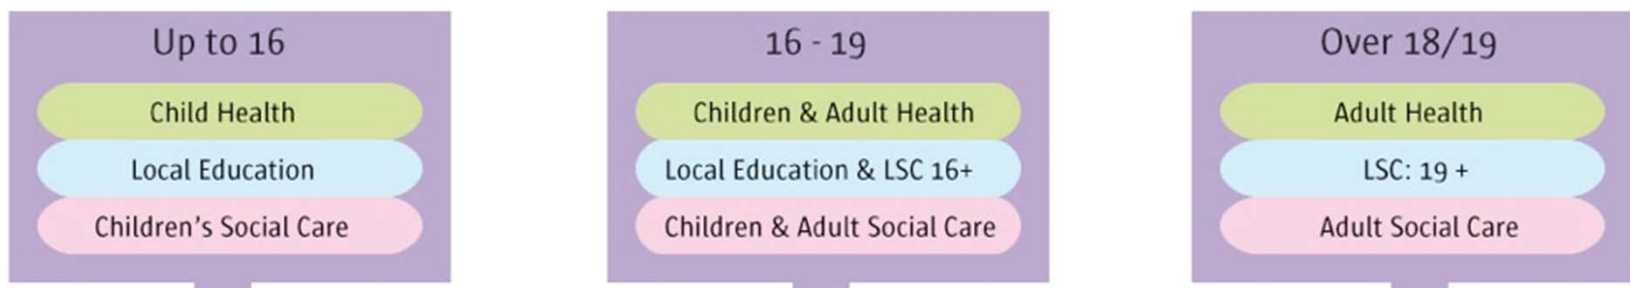 Up to 16
Child Health
Local Education
Children's Social Care
16 - 19
Children & Adult Health
Local Education & LSC 16+
Children & Adult Social Care
Over 18/19
Adult Health
LSC: 19 +
Adult Social Care